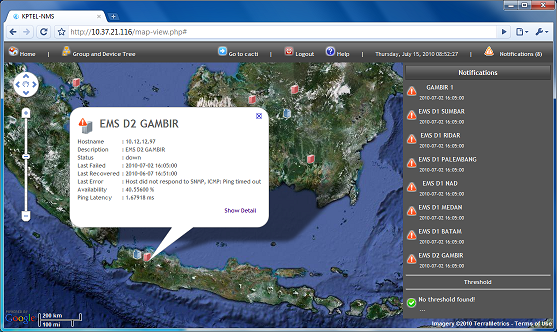 KPTEL-NMS
http://10.37.21.116/map-view.php#
Home | Group and Device Tree
Go to cacti | Logout Help | Thursday, July 15, 2010 08:52:27 | Notifications (8)
EMS D2 GAMBIR
Hostname : 10.12.12.97
Description : EMS D2 GAMBIR
Status : down
Last Failed : 2010-07-02 16:05:00
Last Recovered : 2010-06-07 16:51:00
Last Error : Host did not respond to SNMP, ICMP: Ping timed out
Availability : 40.55600 %
Ping Latency : 1.67918 ms
Show Detail
Notifications
GAMBIR 1
2010-07-02 16:05:00
EMS D1 SUMBAR
2010-07-02 16:05:00
EMS D1 RIDAR
2010-07-02 16:05:00
EMS D1 PALEMBANG
2010-07-02 16:05:00
EMS D1 NAD
2010-07-02 16:05:00
EMS D1 MEDAN
2010-07-02 16:05:00
EMS D1 BATAM
2010-07-02 16:05:00
EMS D2 GAMBIR
2010-07-02 16:05:00
Threshold
No threshold found!
...
POWERED BY
Google
200 km
100 mi
Imagery ©2010 TerraMetrics - Terms of Use